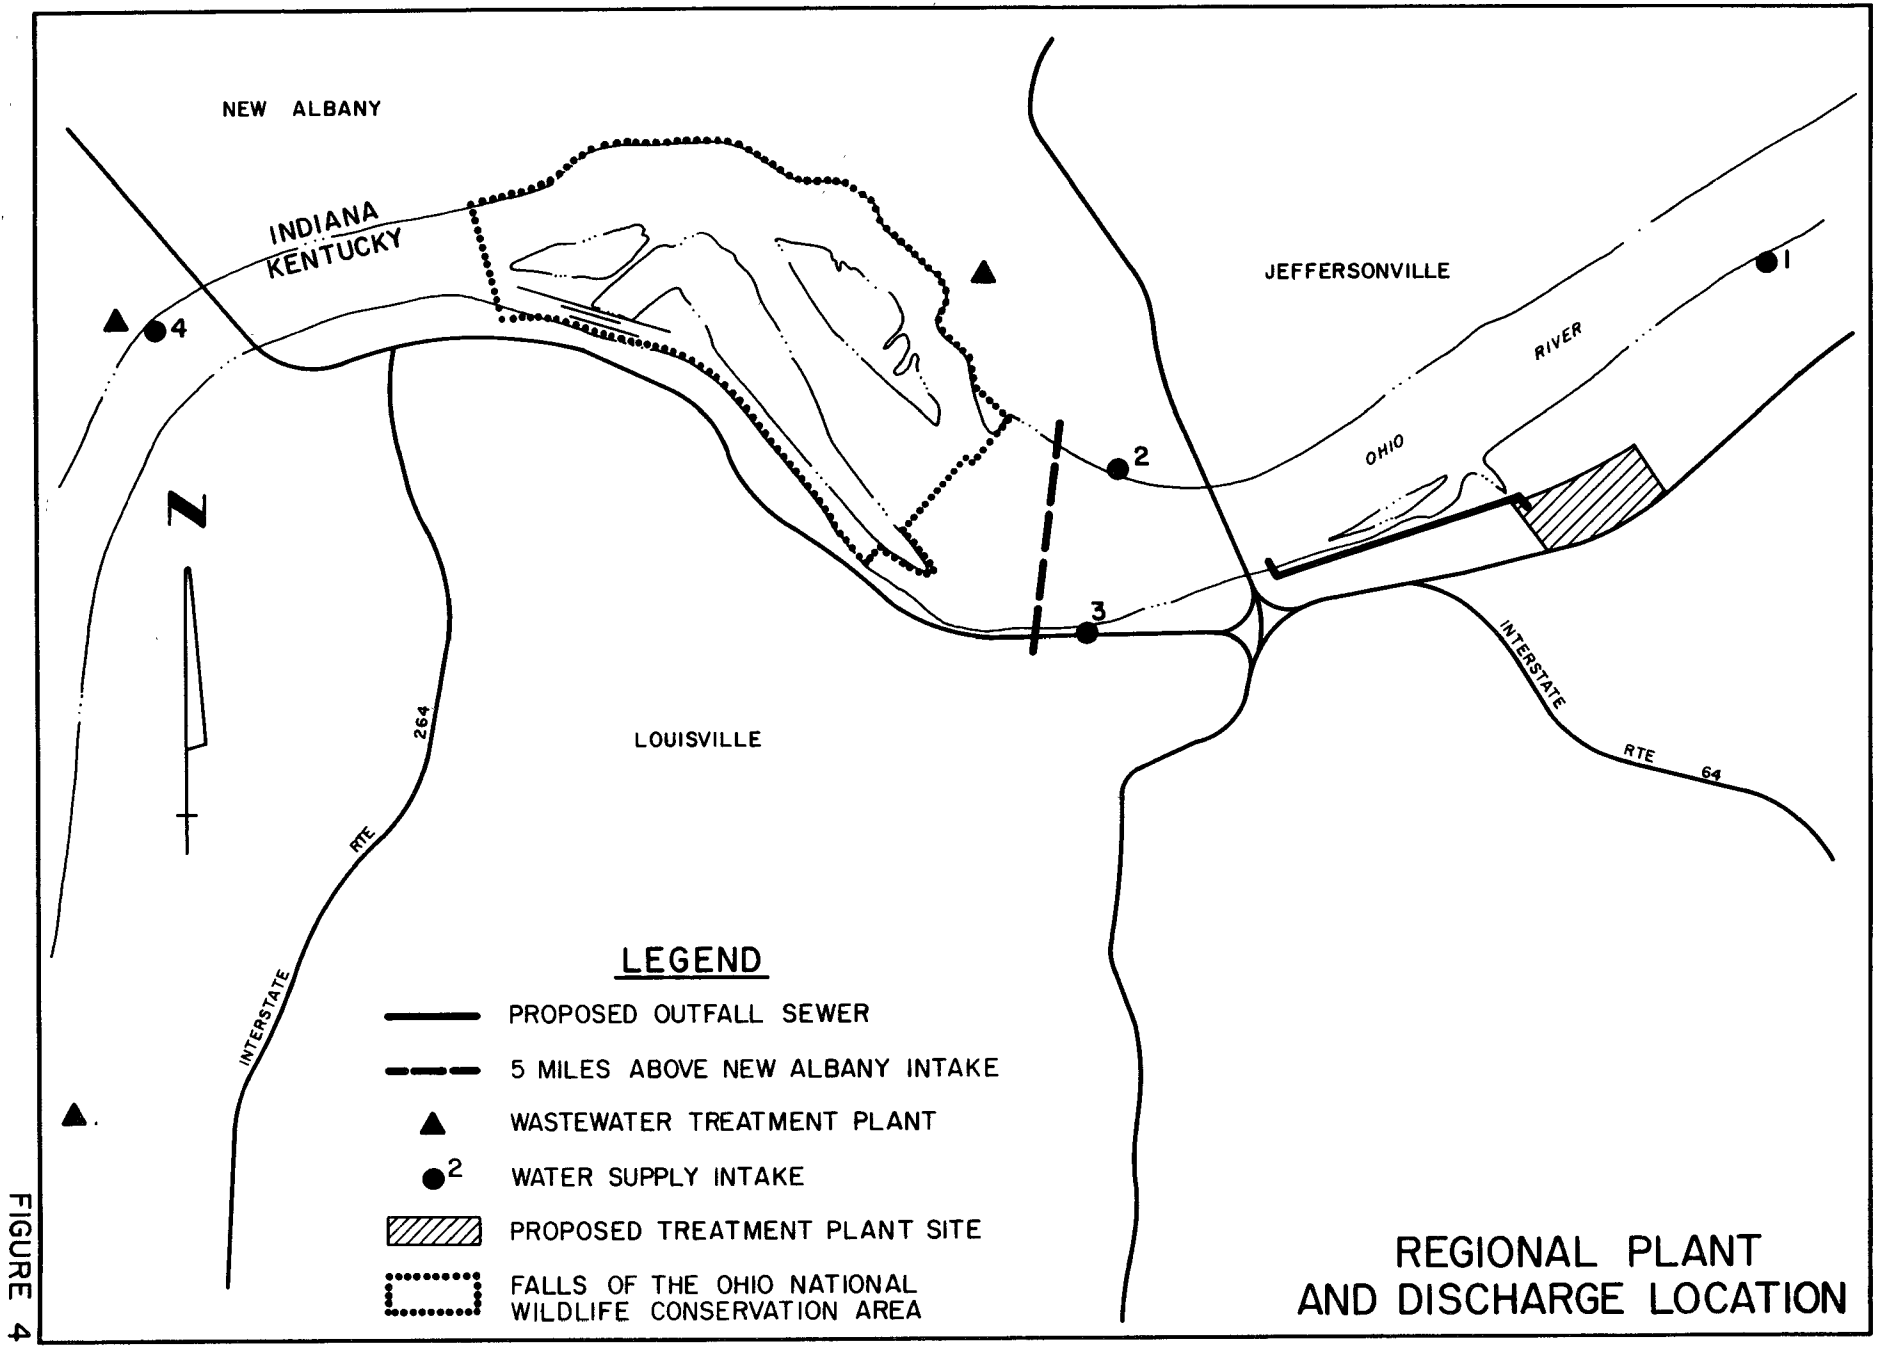 NEW ALBANY
INDIANA
KENTUCKY
JEFFERSONVILLE
1
RIVER
4
OHIO
2
N
3
INTERSTATE
RTE 64
LOUISVILLE
INTERSTATE RTE 264
LEGEND
PROPOSED OUTFALL SEWER
5 MILES ABOVE NEW ALBANY INTAKE
WASTEWATER TREATMENT PLANT
2 WATER SUPPLY INTAKE
PROPOSED TREATMENT PLANT SITE
FALLS OF THE OHIO NATIONAL
WILDLIFE CONSERVATION AREA
REGIONAL PLANT
AND DISCHARGE LOCATION
FIGURE 4